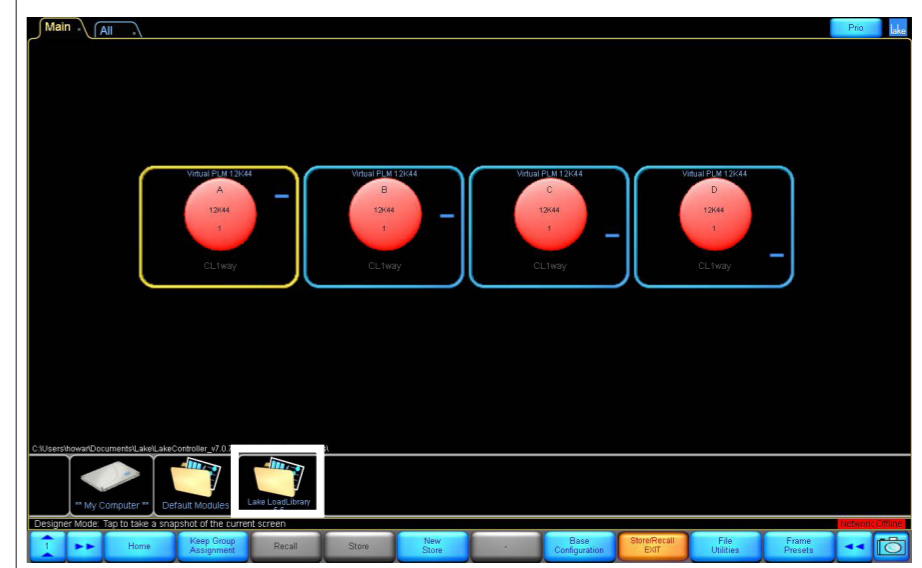 Main
All
Prio
lake
Virtual PLM 12K44
A
12K44
1
CL1way
Virtual PLM 12K44
B
12K44
1
CL1way
Virtual PLM 12K44
C
12K44
1
CL1way
Virtual PLM 12K44
D
12K44
1
CL1way
C:\Users\howar\Documents\Lake\LakeController_v7.0.7
** My Computer **
Default Modules
Lake LoadLibrary
Designer Mode: Tap to take a snapshot of the current screen
Network Offline
1
Home
Keep Group
Assignment
Recall
Store
New
Store
-
Base
Configuration
Store/Recall
EXIT
File
Utilities
Frame
Presets